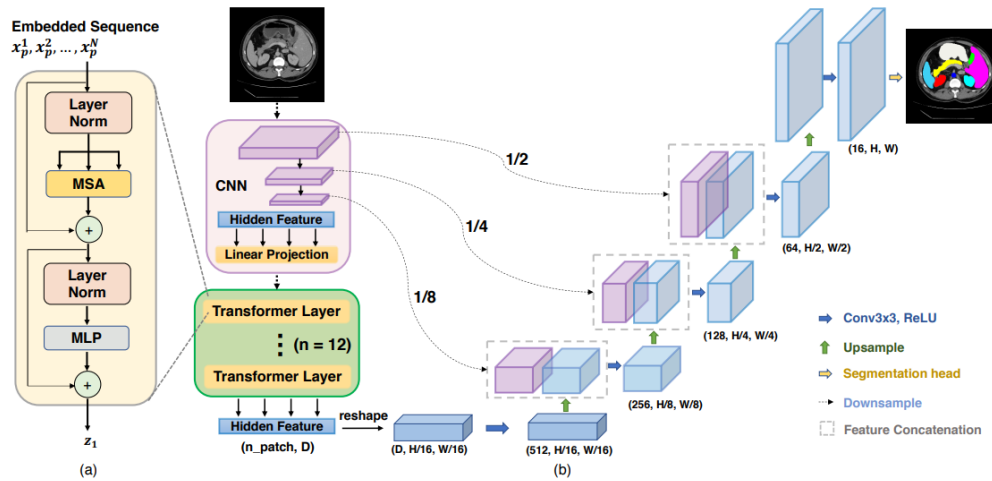 Embedded Sequence
x_p^1, x_p^2, ..., x_p^N
Layer
Norm
MSA
+
Layer
Norm
MLP
+
z_1
(a)
CNN
Hidden Feature
Linear Projection
Transformer Layer
(n = 12)
Transformer Layer
Hidden Feature
(n_patch, D)
reshape
(D, H/16, W/16)
(512, H/16, W/16)
(b)
1/2
1/4
1/8
(256, H/8, W/8)
(128, H/4, W/4)
(64, H/2, W/2)
(16, H, W)
Conv3x3, ReLU
Upsample
Segmentation head
Downsample
Feature Concatenation